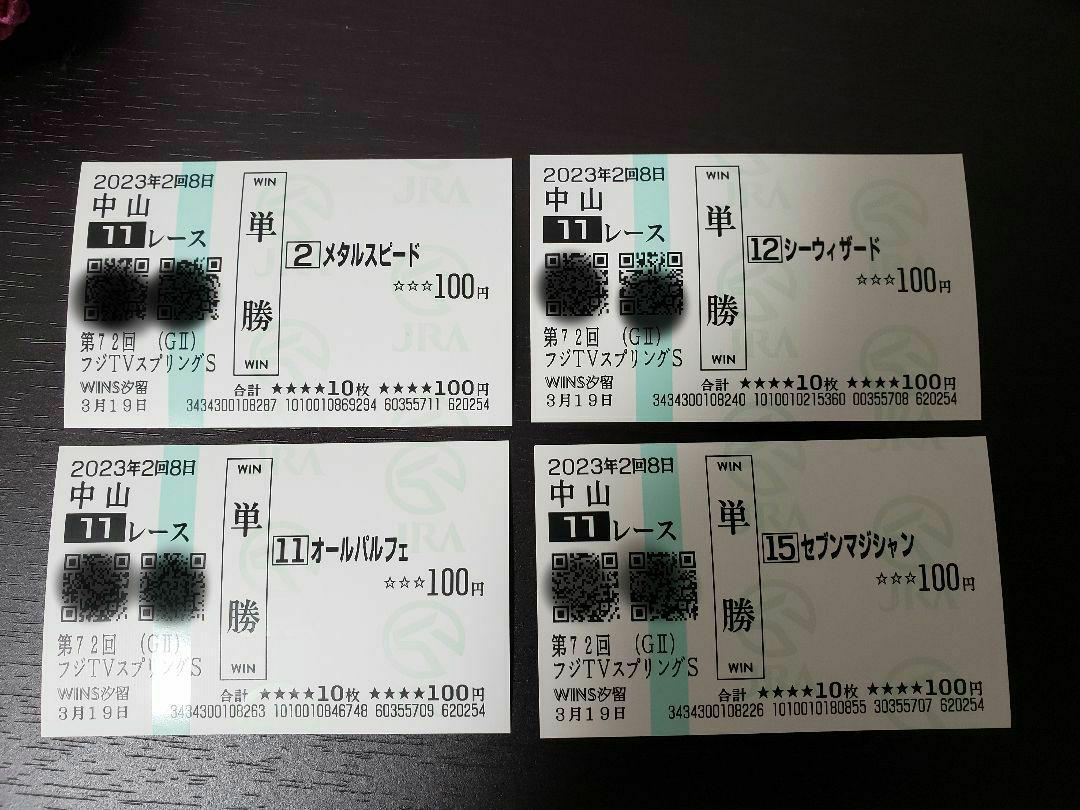 2023年2回8日
中山
11レース
WIN
単勝
WIN
2メタルスピード
☆☆☆100円
第72回 (GⅡ)
フジTVスプリングS
WINS汐留
3月19日
合計 ★★★★10枚 ★★★★100円
3434300108287 1010010869294 60355711 620254
JRA
JRA
2023年2回8日
中山
11レース
WIN
単勝
WIN
12シーウィザード
☆☆☆100円
第72回 (GⅡ)
フジTVスプリングS
WINS汐留
3月19日
合計 ★★★★10枚 ★★★★100円
3434300108240 1010010215360 00355708 620254
JRA
2023年2回8日
中山
11レース
WIN
単勝
WIN
11オールパルフェ
☆☆☆100円
第72回 (GⅡ)
フジTVスプリングS
WINS汐留
3月19日
合計 ★★★★10枚 ★★★★100円
3434300108263 1010010846748 60355709 620254
JRA
2023年2回8日
中山
11レース
WIN
単勝
WIN
15セブンマジシャン
☆☆☆100円
第72回 (GⅡ)
フジTVスプリングS
WINS汐留
3月19日
合計 ★★★★10枚 ★★★★100円
3434300108226 1010010180855 30355707 620254
JRA